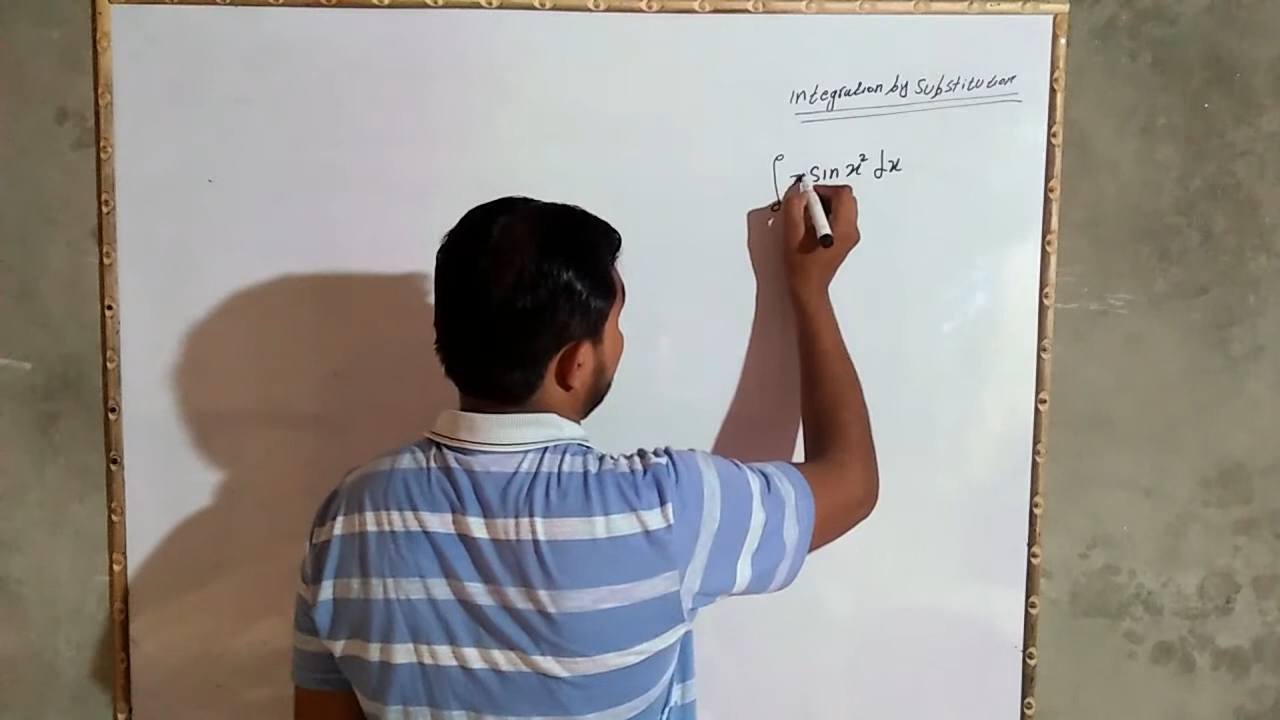 Integration by Substitution
∫ x sin x² dx